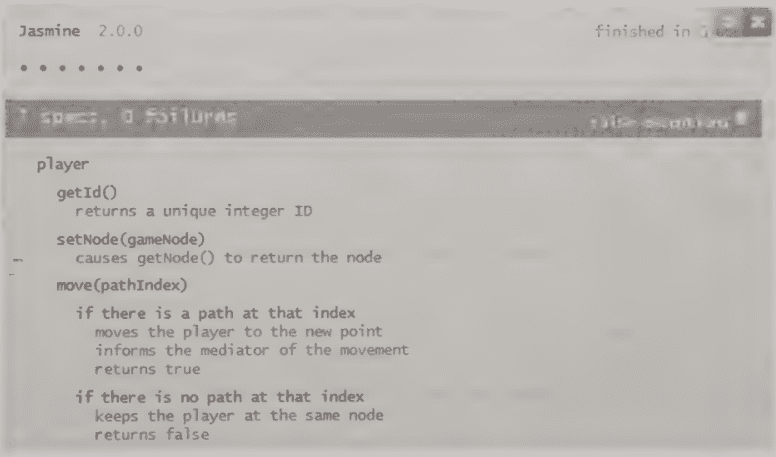 Jasmine 2.0.0
finished in
• • • • • • •
specs, 0 failures
player
getId()
returns a unique integer ID
setNode(gameNode)
causes getNode() to return the node
move(pathIndex)
if there is a path at that index
moves the player to the new point
informs the mediator of the movement
returns true
if there is no path at that index
keeps the player at the same node
returns false